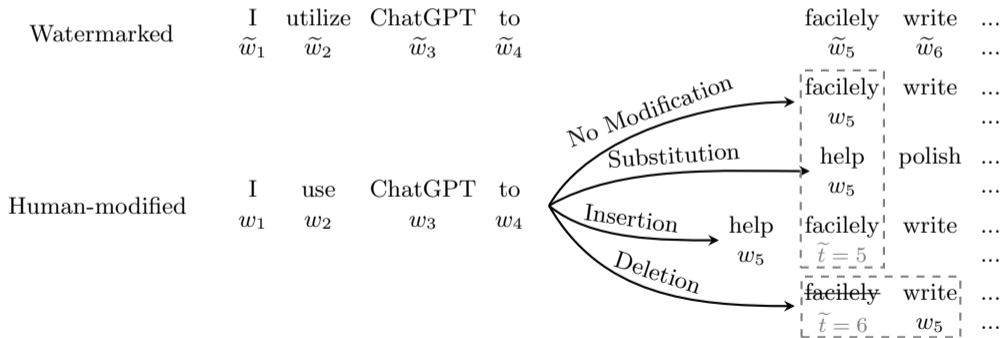 Watermarked I utilize ChatGPT to facilely write ...
w̃₁ w̃₂ w̃₃ w̃₄ w̃₅ w̃₆ ...
No Modification facilely write ...
w₅ ...
Substitution help polish ...
w₅ ...
Human-modified I use ChatGPT to
w₁ w₂ w₃ w₄
Insertion help facilely write ...
w₅ t̃ = 5 ...
Deletion facilely write ...
t̃ = 6 w₅ ...